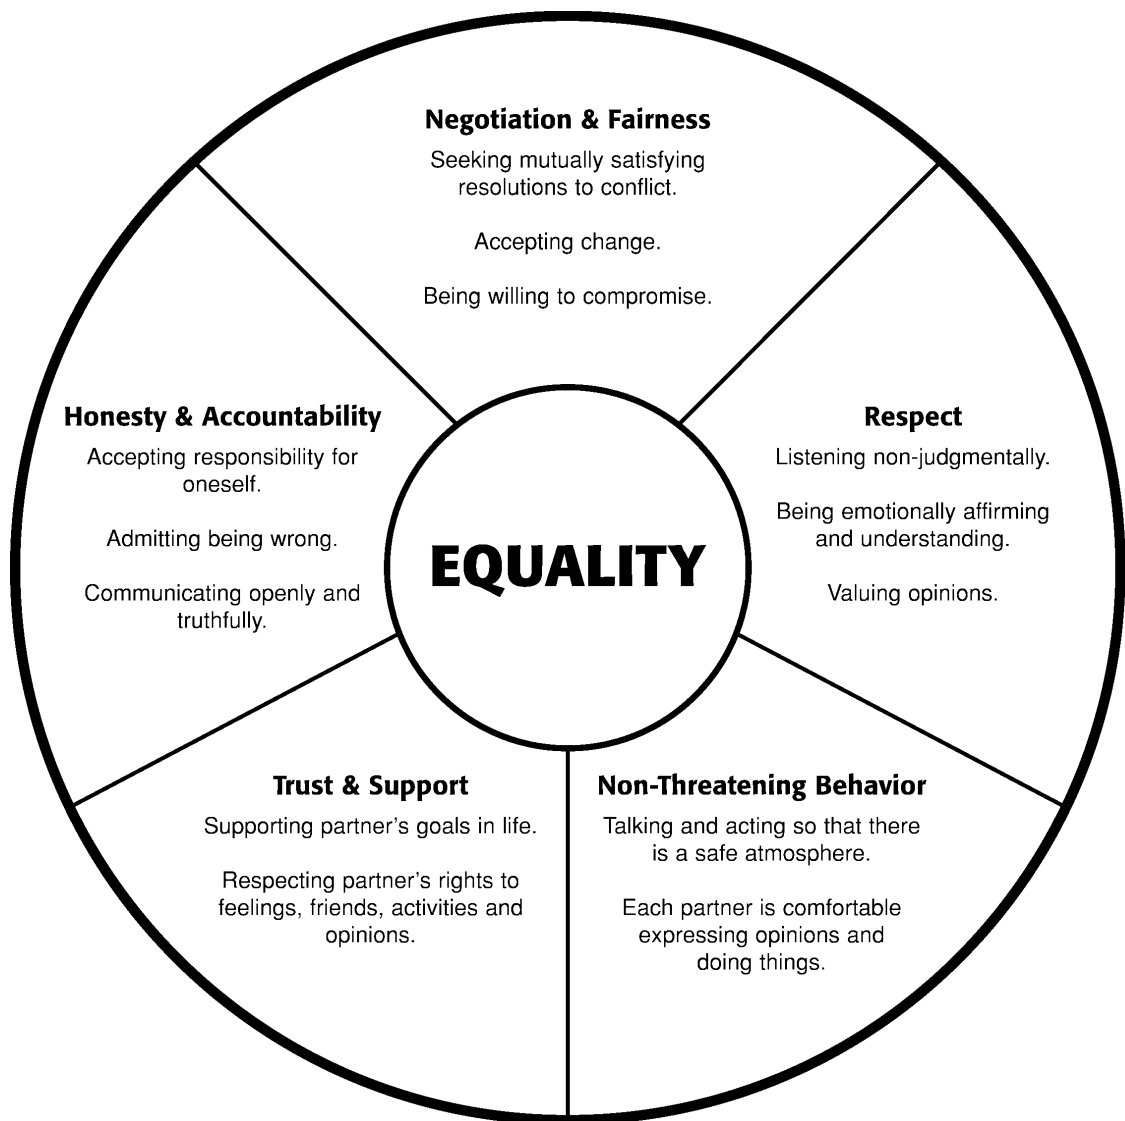 Negotiation & Fairness
Seeking mutually satisfying
resolutions to conflict.
Accepting change.
Being willing to compromise.
Honesty & Accountability
Accepting responsibility for
oneself.
Admitting being wrong.
Communicating openly and
truthfully.
EQUALITY
Respect
Listening non-judgmentally.
Being emotionally affirming
and understanding.
Valuing opinions.
Trust & Support
Supporting partner’s goals in life.
Respecting partner’s rights to
feelings, friends, activities and
opinions.
Non-Threatening Behavior
Talking and acting so that there
is a safe atmosphere.
Each partner is comfortable
expressing opinions and
doing things.